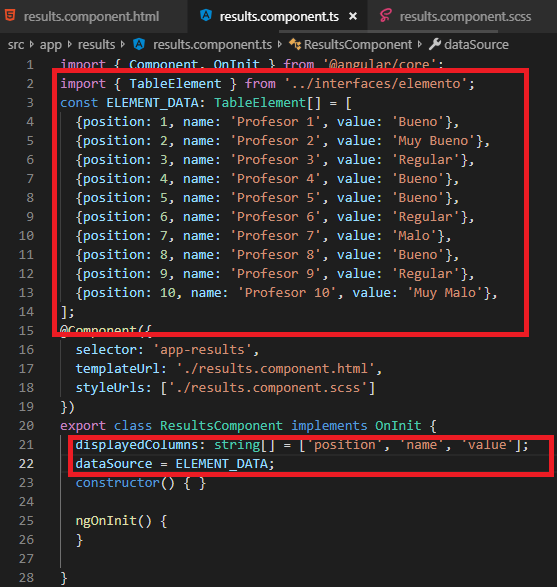 results.component.html results.component.ts × results.component.scss
src > app > results > results.component.ts > ResultsComponent > dataSource
1 import { Component, OnInit } from '@angular/core';
2 import { TableElement } from '../interfaces/elemento';
3 const ELEMENT_DATA: TableElement[] = [
4 {position: 1, name: 'Profesor 1', value: 'Bueno'},
5 {position: 2, name: 'Profesor 2', value: 'Muy Bueno'},
6 {position: 3, name: 'Profesor 3', value: 'Regular'},
7 {position: 4, name: 'Profesor 4', value: 'Bueno'},
8 {position: 5, name: 'Profesor 5', value: 'Bueno'},
9 {position: 6, name: 'Profesor 6', value: 'Regular'},
10 {position: 7, name: 'Profesor 7', value: 'Malo'},
11 {position: 8, name: 'Profesor 8', value: 'Bueno'},
12 {position: 9, name: 'Profesor 9', value: 'Regular'},
13 {position: 10, name: 'Profesor 10', value: 'Muy Malo'},
14 ];
15 @Component({
16 selector: 'app-results',
17 templateUrl: './results.component.html',
18 styleUrls: ['./results.component.scss']
19 })
20 export class ResultsComponent implements OnInit {
21 displayedColumns: string[] = ['position', 'name', 'value'];
22 dataSource = ELEMENT_DATA;
23 constructor() { }
24
25 ngOnInit() {
26 }
27
28 }